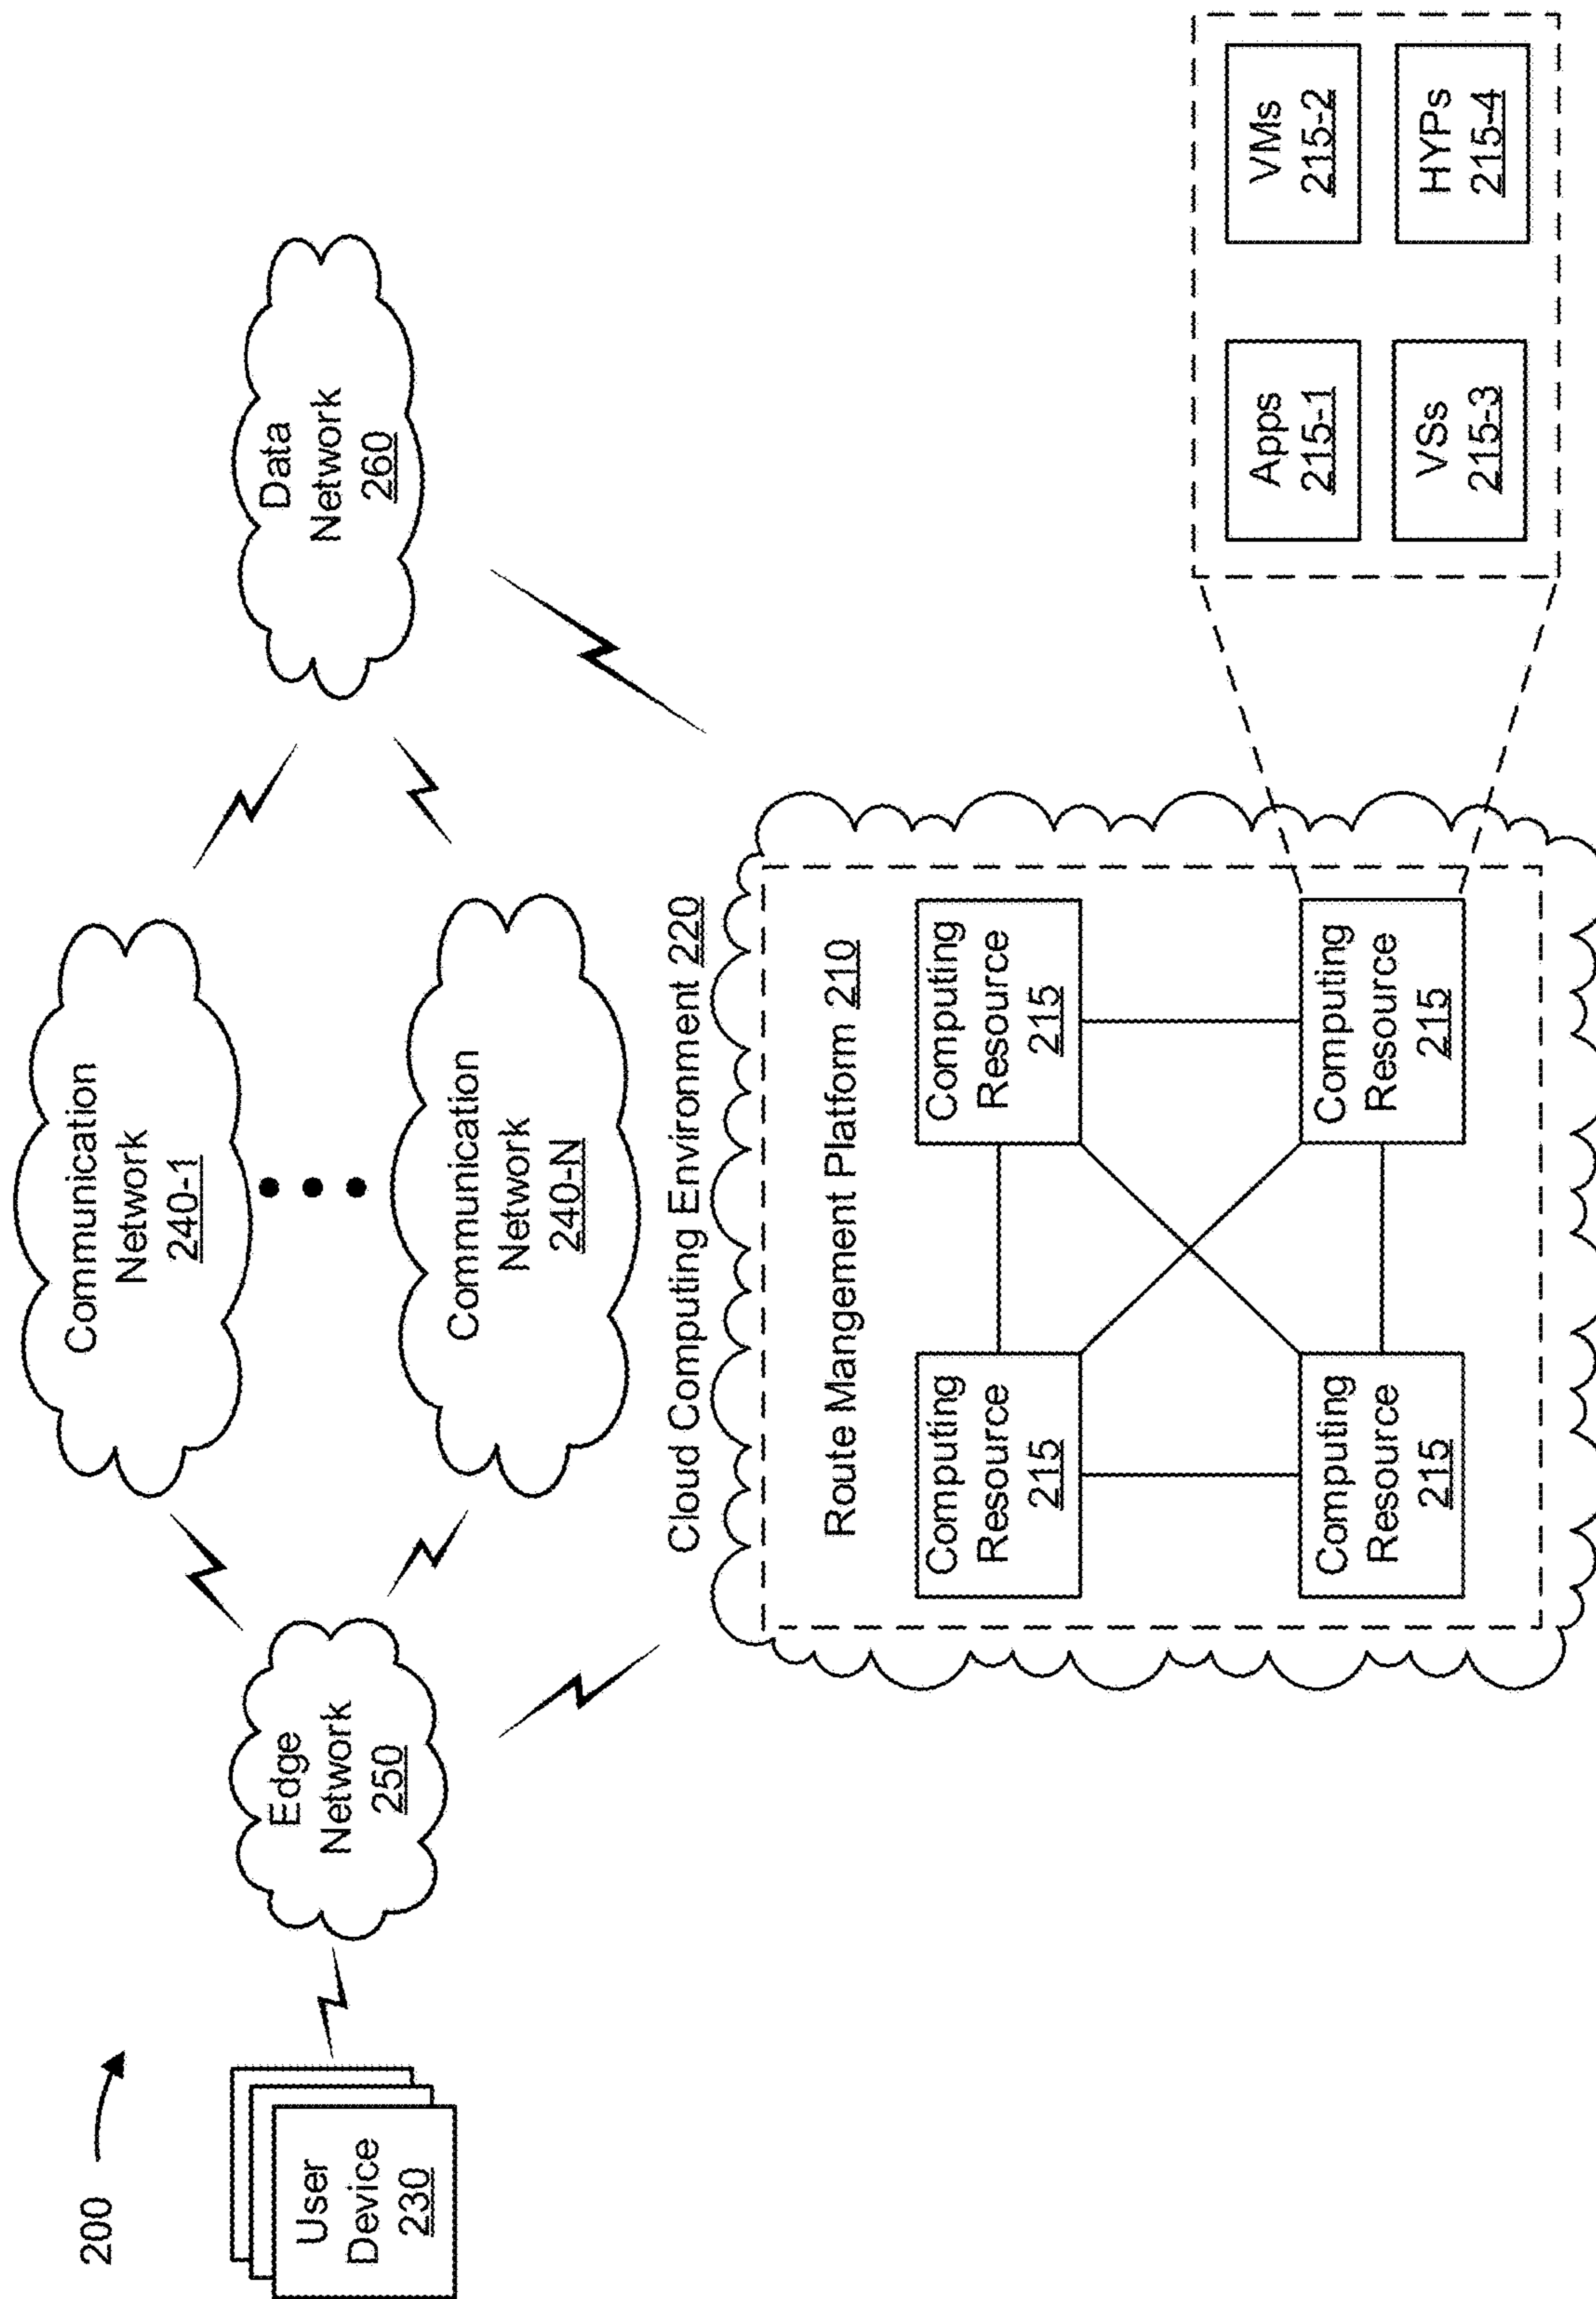 200
User
Device
230
Edge
Network
250
Communication
Network
240-1
Communication
Network
240-N
Data
Network
260
Cloud Computing Environment 220
Route Mangement Platform 210
Computing
Resource
215
Computing
Resource
215
Computing
Resource
215
Computing
Resource
215
Apps
215-1
VMs
215-2
VSs
215-3
HYPs
215-4